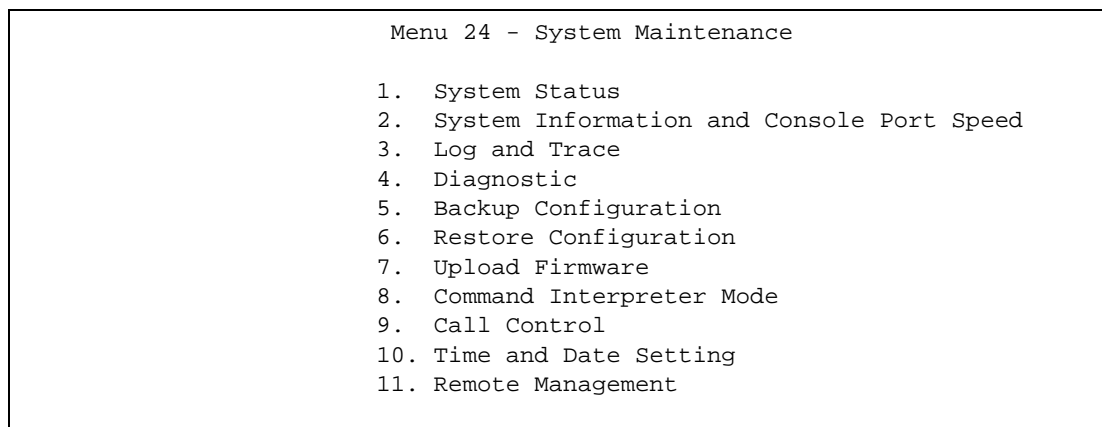 Menu 24 - System Maintenance
1. System Status
2. System Information and Console Port Speed
3. Log and Trace
4. Diagnostic
5. Backup Configuration
6. Restore Configuration
7. Upload Firmware
8. Command Interpreter Mode
9. Call Control
10. Time and Date Setting
11. Remote Management